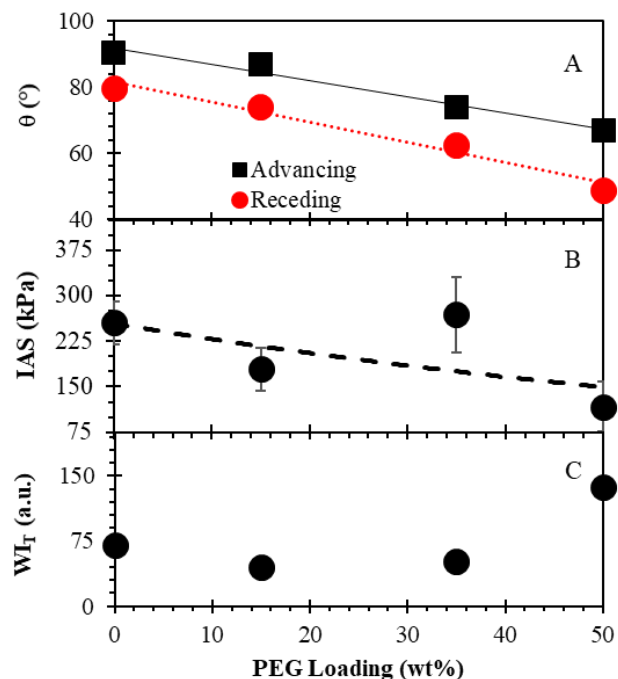 100
A
80
θ (°)
60
Advancing
Receding
40
375
B
300
IAS (kPa)
225
150
75
150
C
WI_T (a.u.)
75
0
0 10 20 30 40 50
PEG Loading (wt%)